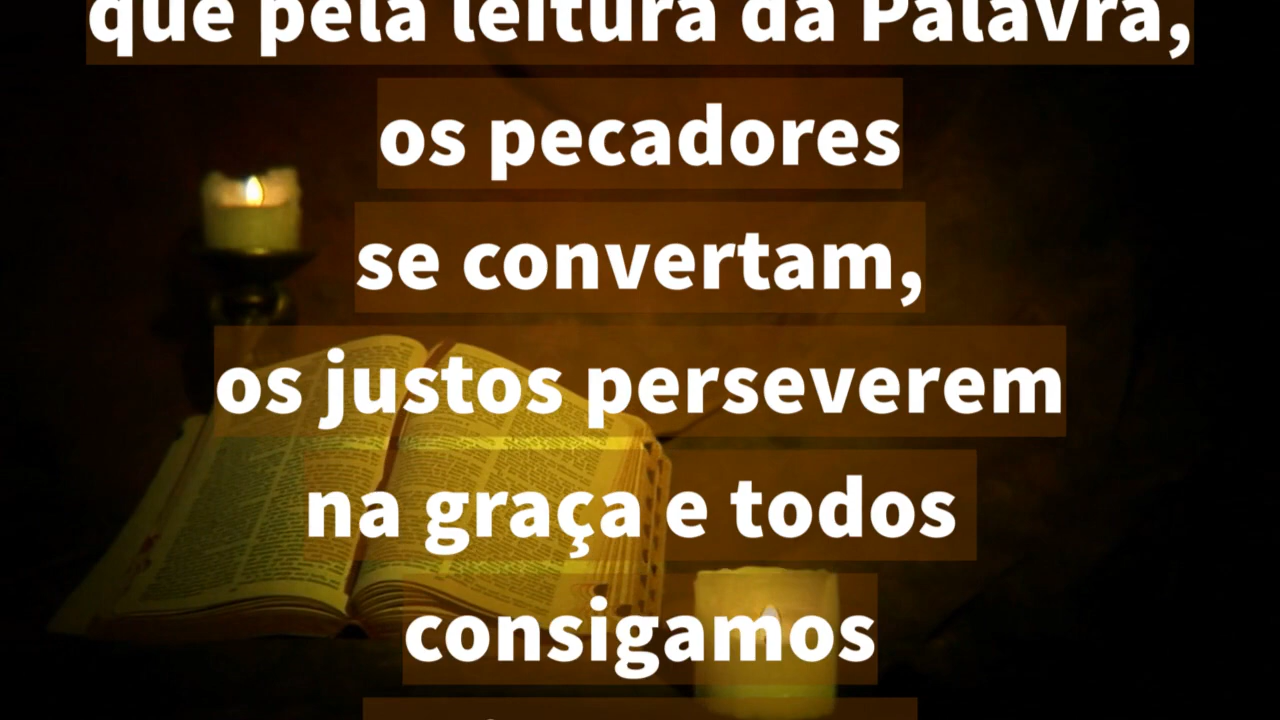 que pela leitura da Palavra,
os pecadores
se convertam,
os justos perseverem
na graça e todos
consigamos